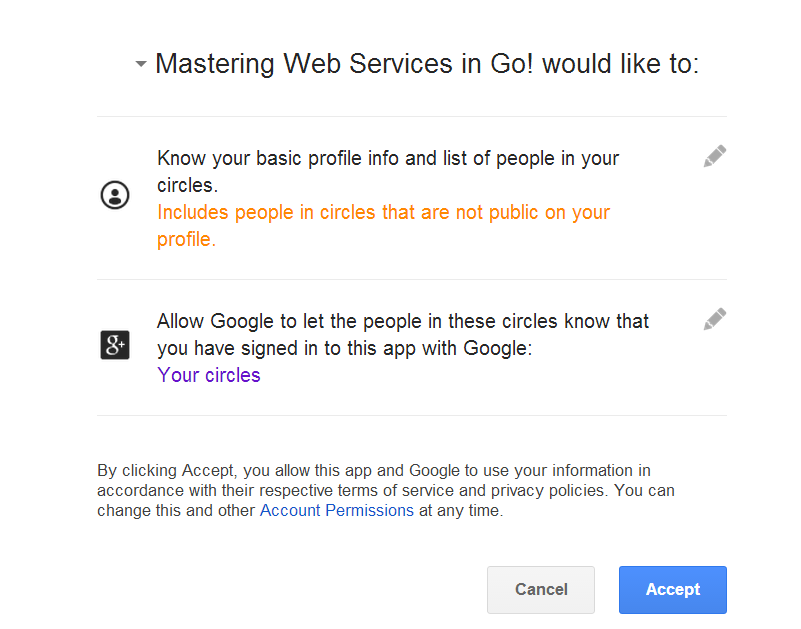 Mastering Web Services in Go! would like to:
Know your basic profile info and list of people in your
circles.
Includes people in circles that are not public on your
profile.
g+
Allow Google to let the people in these circles know that
you have signed in to this app with Google:
Your circles
By clicking Accept, you allow this app and Google to use your information in
accordance with their respective terms of service and privacy policies. You can
change this and other Account Permissions at any time.
Cancel
Accept